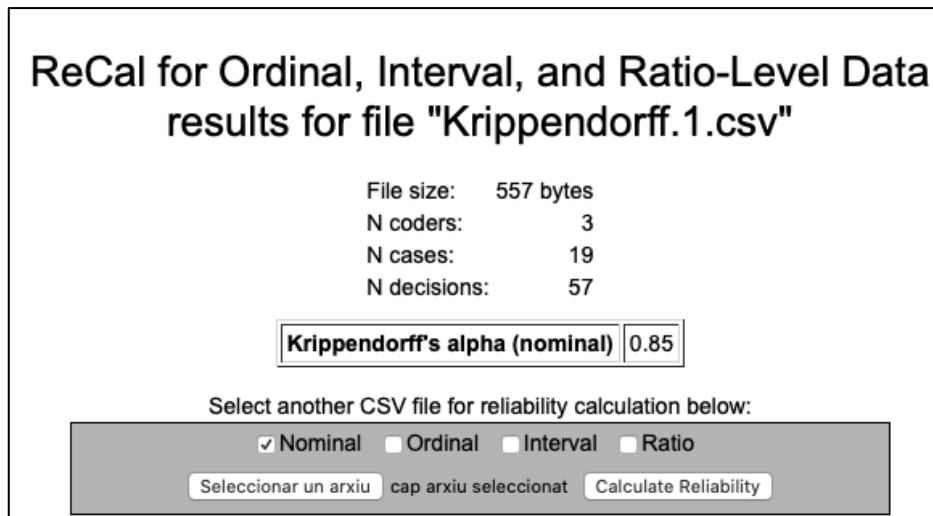 ReCal for Ordinal, Interval, and Ratio-Level Data
results for file "Krippendorff.1.csv"
File size: 557 bytes
N coders: 3
N cases: 19
N decisions: 57
Krippendorff's alpha (nominal) 0.85
Select another CSV file for reliability calculation below:
Nominal Ordinal Interval Ratio
Seleccionar un arxiu cap arxiu seleccionat Calculate Reliability